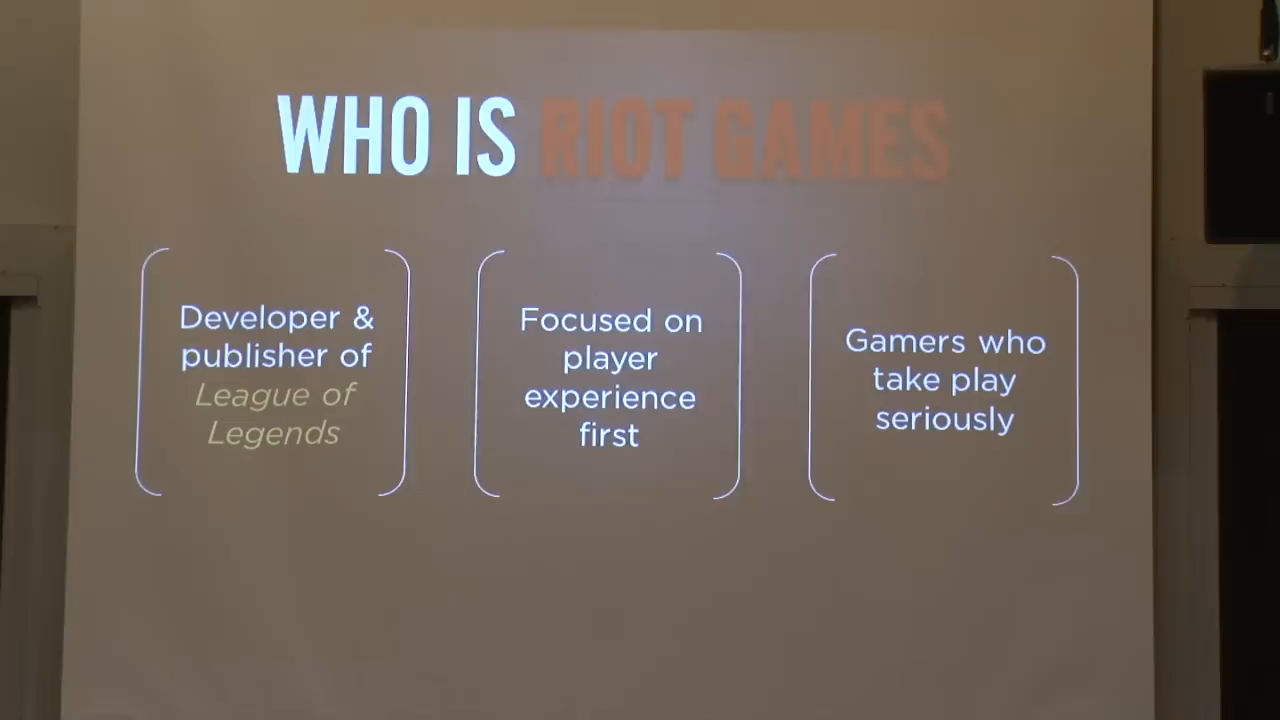 WHO IS RIOT GAMES
Developer &
publisher of
League of
Legends
Focused on
player
experience
first
Gamers who
take play
seriously